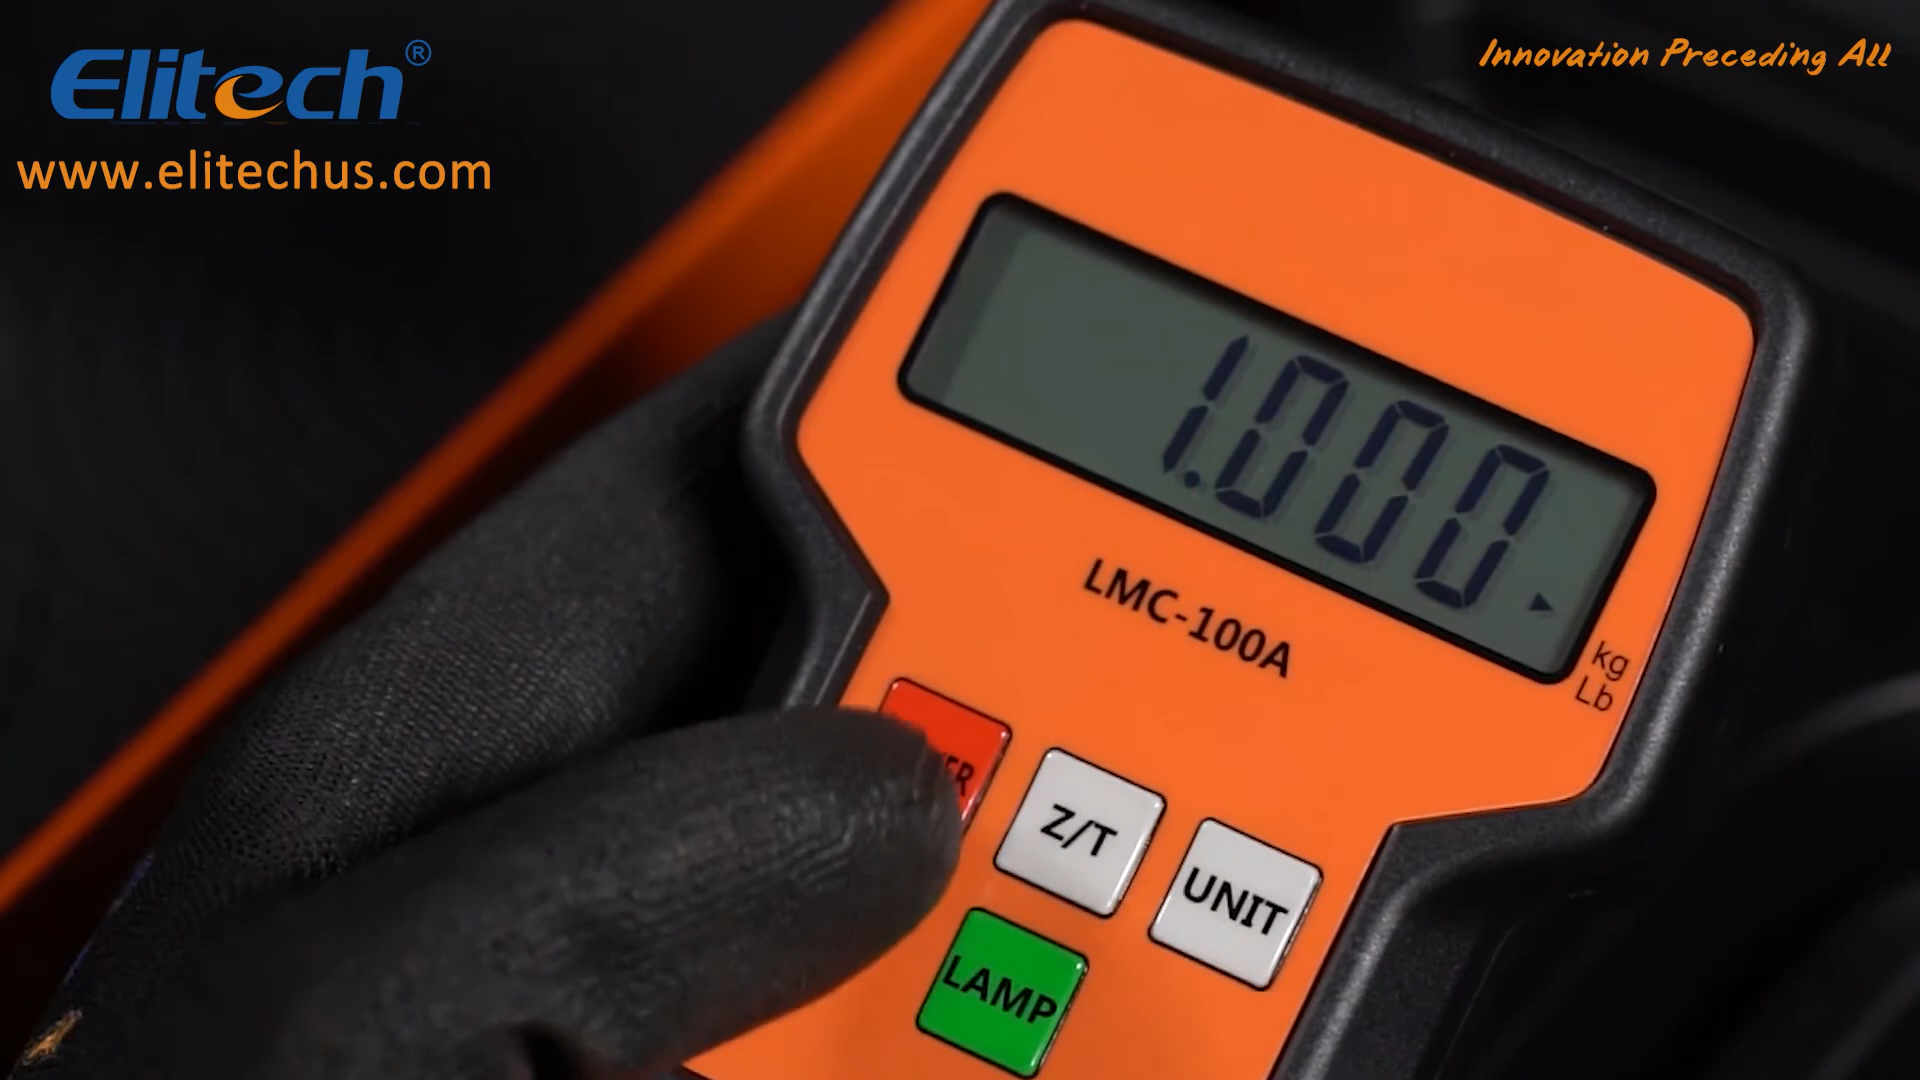 Elitech®
www.elitechus.com
Innovation Preceding All
1.000
kg
Lb
LMC-100A
Z/T
UNIT
LAMP